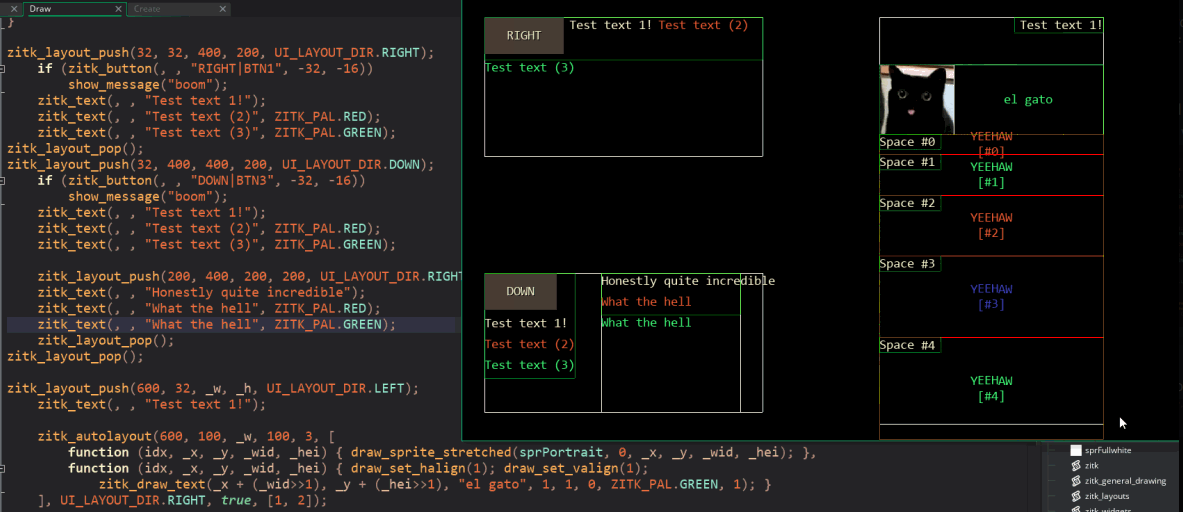 Draw
Create
}
zitk_layout_push(32, 32, 400, 200, UI_LAYOUT_DIR.RIGHT);
if (zitk_button(, , "RIGHT|BTN1", -32, -16))
show_message("boom");
zitk_text(, , "Test text 1!");
zitk_text(, , "Test text (2)", ZITK_PAL.RED);
zitk_text(, , "Test text (3)", ZITK_PAL.GREEN);
zitk_layout_pop();
zitk_layout_push(32, 400, 400, 200, UI_LAYOUT_DIR.DOWN);
if (zitk_button(, , "DOWN|BTN3", -32, -16))
show_message("boom");
zitk_text(, , "Test text 1!");
zitk_text(, , "Test text (2)", ZITK_PAL.RED);
zitk_text(, , "Test text (3)", ZITK_PAL.GREEN);
zitk_layout_push(200, 400, 200, 200, UI_LAYOUT_DIR.RIGHT
zitk_text(, , "Honestly quite incredible");
zitk_text(, , "What the hell", ZITK_PAL.RED);
zitk_text(, , "What the hell", ZITK_PAL.GREEN);
zitk_layout_pop();
zitk_layout_pop();
zitk_layout_push(600, 32, _w, _h, UI_LAYOUT_DIR.LEFT);
zitk_text(, , "Test text 1!");
zitk_autolayout(600, 100, _w, 100, 3, [
function (idx, _x, _y, _wid, _hei) { draw_sprite_stretched(sprPortrait, 0, _x, _y, _wid, _hei); },
function (idx, _x, _y, _wid, _hei) { draw_set_halign(1); draw_set_valign(1);
zitk_draw_text(_x + (_wid>>1), _y + (_hei>>1), "el gato", 1, 1, 0, ZITK_PAL.GREEN, 1); }
], UI_LAYOUT_DIR.RIGHT, true, [1, 2]);
RIGHT
Test text 1! Test text (2)
Test text (3)
DOWN
Test text 1!
Test text (2)
Test text (3)
Honestly quite incredible
What the hell
What the hell
Test text 1!
el gato
Space #0
YEEHAW
[#0]
Space #1
YEEHAW
[#1]
Space #2
YEEHAW
[#2]
Space #3
YEEHAW
[#3]
Space #4
YEEHAW
[#4]
sprFullwhite
zitk
zitk_general_drawing
zitk_layouts
zitk_widgets